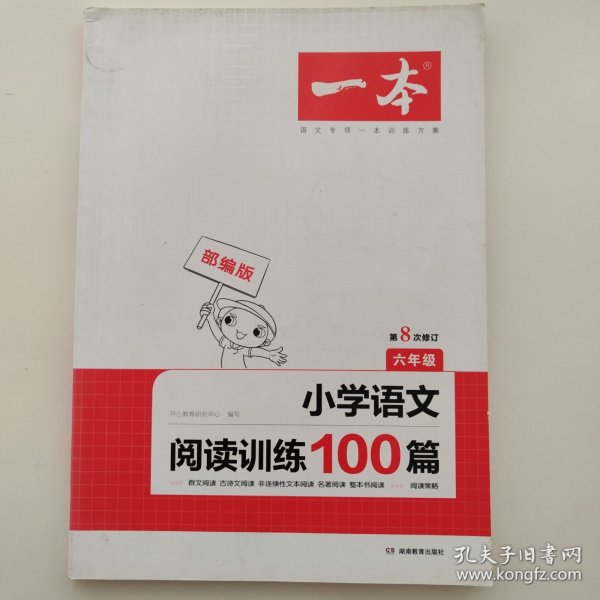 一本®
语文专项一本训练方案
部编版
第8次修订
六年级
小学语文
开心教育研究中心 编写
阅读训练100篇
>>> 群文阅读 古诗文阅读 非连续性文本阅读 名著阅读 整本书阅读 >>> 阅读策略
湖南教育出版社
孔夫子旧书网
www.kongfz.com